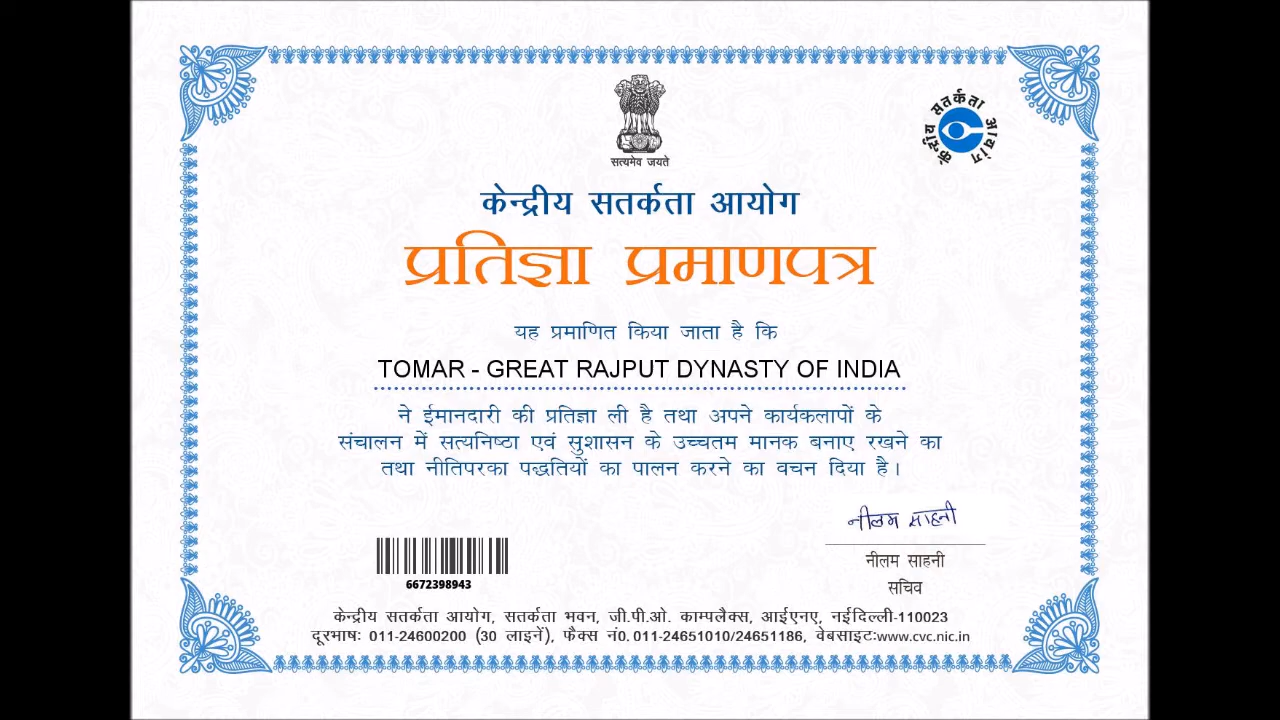 सत्यमेव जयते
केन्द्रीय सतर्कता आयोग
केन्द्रीय सतर्कता आयोग
प्रतिज्ञा प्रमाणपत्र
यह प्रमाणित किया जाता है कि
TOMAR - GREAT RAJPUT DYNASTY OF INDIA
ने ईमानदारी की प्रतिज्ञा ली है तथा अपने कार्यकलापों के
संचालन में सत्यनिष्ठा एवं सुशासन के उच्चतम मानक बनाए रखने का
तथा नीतिपरका पद्धतियों का पालन करने का वचन दिया है।
नीलम साहनी
नीलम साहनी
सचिव
6672398943
केन्द्रीय सतर्कता आयोग, सतर्कता भवन, जी.पी.ओ. काम्पलैक्स, आईएनए, नईदिल्ली-110023
दूरभाषः 011-24600200 (30 लाइनें), फैक्स नं0. 011-24651010/24651186, वेबसाइटःwww.cvc.nic.in